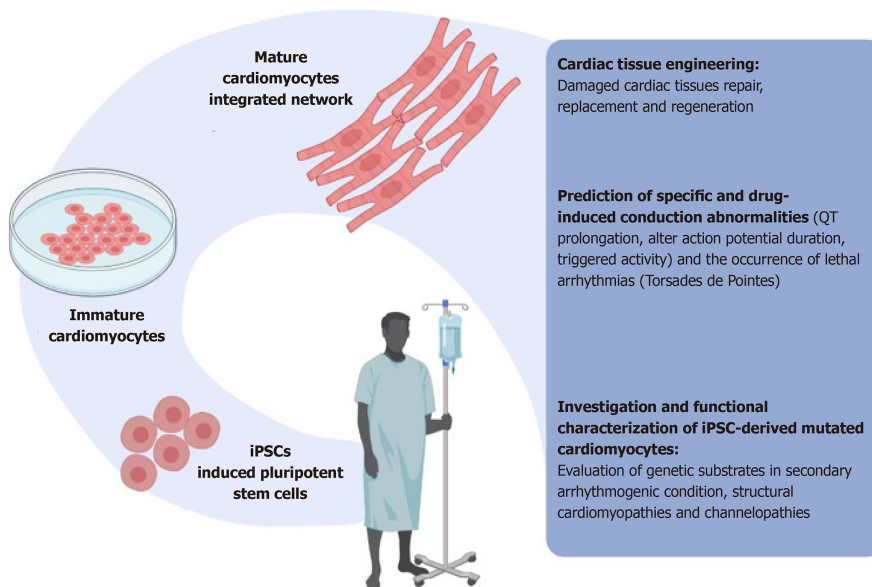 Mature
cardiomyocytes
integrated network
Immature
cardiomyocytes
iPSCs
induced pluripotent
stem cells
Cardiac tissue engineering:
Damaged cardiac tissues repair,
replacement and regeneration
Prediction of specific and drug-
induced conduction abnormalities (QT
prolongation, alter action potential duration,
triggered activity) and the occurrence of lethal
arrhythmias (Torsades de Pointes)
Investigation and functional
characterization of iPSC-derived mutated
cardiomyocytes:
Evaluation of genetic substrates in secondary
arrhythmogenic condition, structural
cardiomyopathies and channelopathies